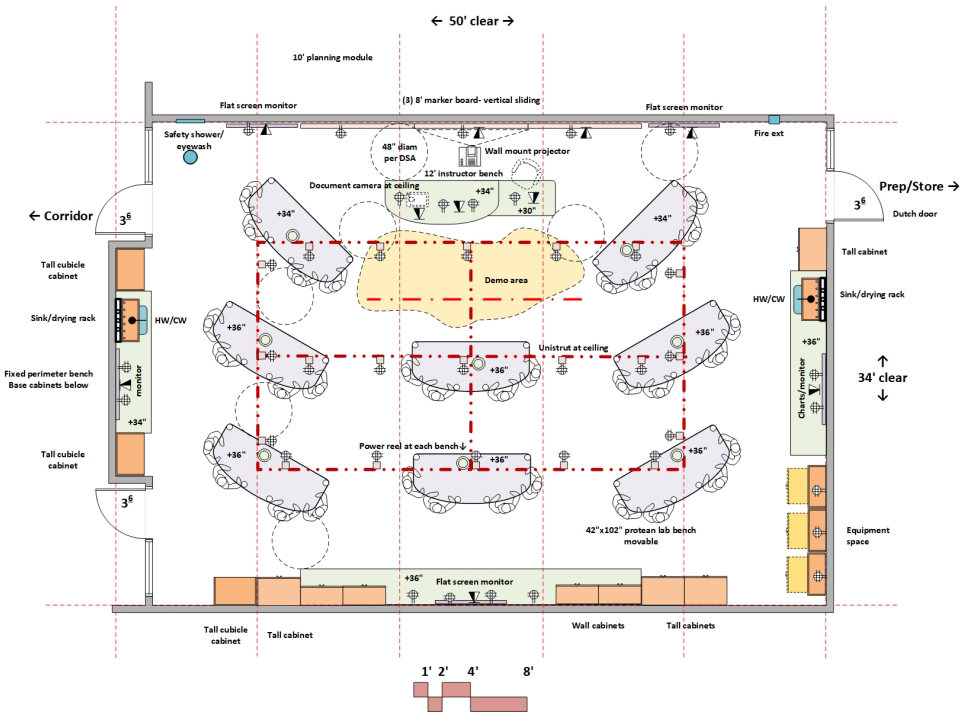 ← 50' clear →
10' planning module
Flat screen monitor
(3) 8' marker board- vertical sliding
Flat screen monitor
Safety shower/
eyewash
48" diam
per DSA
Wall mount projector
Fire ext
12' instructor bench
Document camera at ceiling
+34"
+30"
← Corridor
3 6
+34"
+34"
3 6
Prep/Store →
Dutch door
Tall cubicle
cabinet
Demo area
Tall cabinet
Sink/drying rack
HW/CW
HW/CW
Sink/drying rack
+36"
+36"
+36"
Unistrut at ceiling
+36"
Fixed perimeter bench
Base cabinets below
monitor
+34"
Charts/monitor
↑
34' clear
↓
Tall cubicle
cabinet
Power reel at each bench↓
+36"
+36"
+36"
3 6
42"x102" protean lab bench
movable
Equipment
space
+36"
Flat screen monitor
Tall cubicle
cabinet
Tall cabinet
Wall cabinets
Tall cabinets
1' 2' 4' 8'